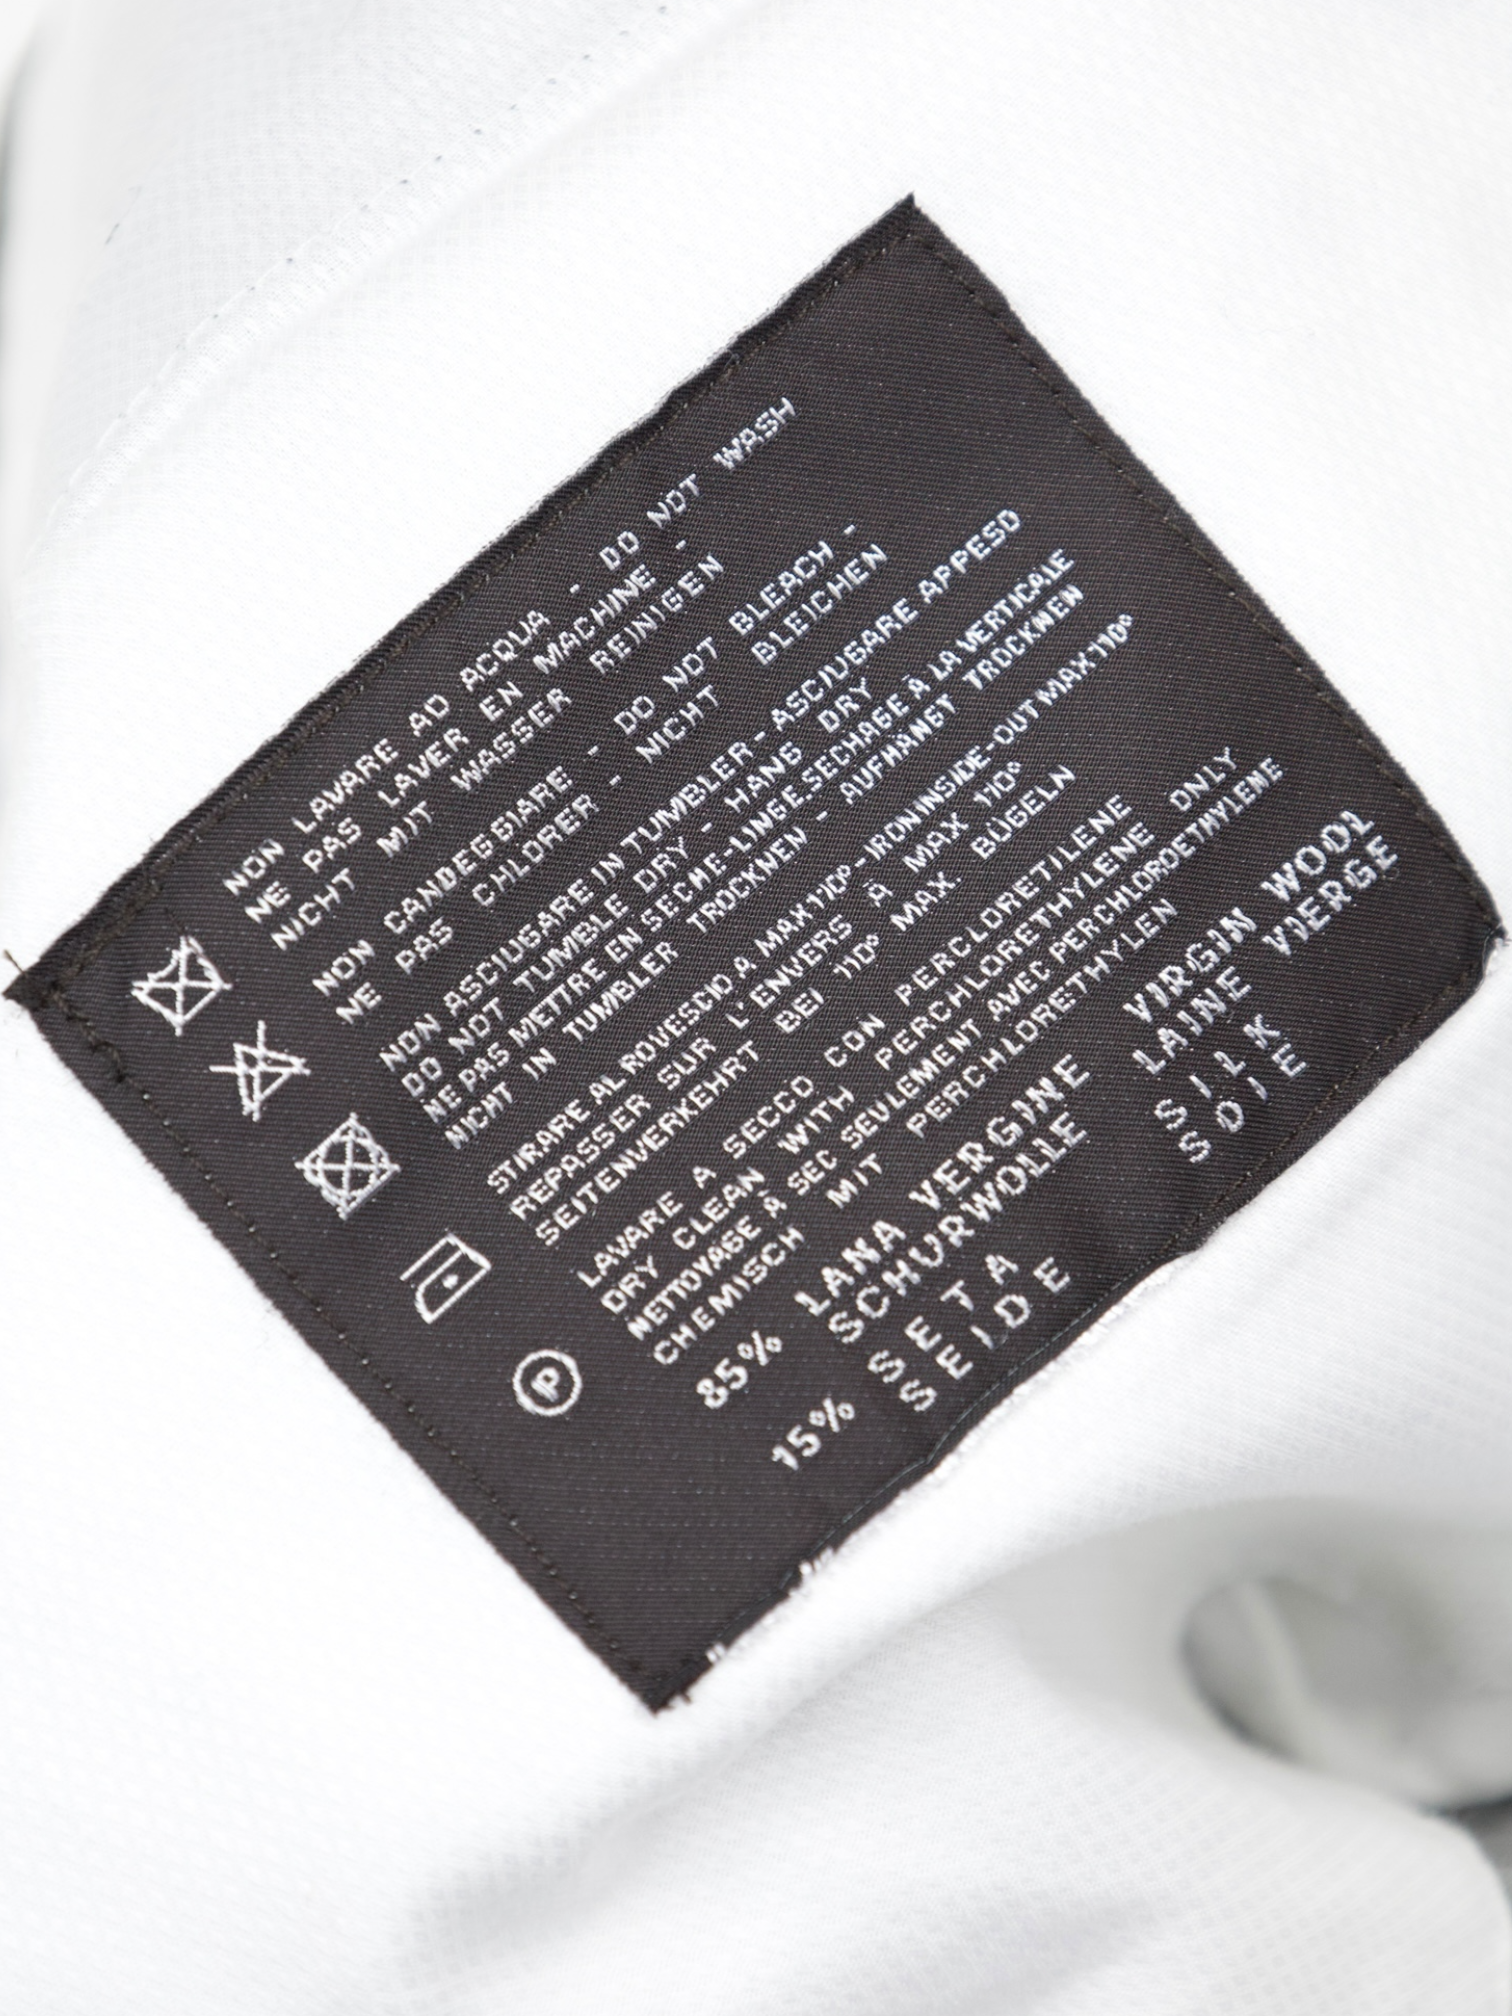 NON LAVARE AD ACQUA - DO NOT WASH
NE PAS LAVER EN MACHINE -
NICHT MIT WASSER REINIGEN
NON CANDEGGIARE - DO NOT BLEACH -
NE PAS CHLORER - NICHT BLEICHEN
NON ASCIUGARE IN TUMBLER - ASCIUGARE APPESO
DO NOT TUMBLE DRY - HANG DRY
NE PAS METTRE EN SECHE-LINGE.SECHAGE À LA VERTICALE
NICHT IN TUMBLER TROCKNEN - AUFHANGT TROCKNEN
STIRARE AL ROVESCIO A MAX 110° - IRON INSIDE-OUT MAX 110°
REPASSER SUR L'ENVERS À MAX 110°
SEITENVERKEHRT BEI 110° MAX. BÜGELN
LAVARE A SECCO CON PERCLORETILENE
DRY CLEAN WITH PERCHLORETHYLENE ONLY
NETTOYAGE À SEC SEULEMENT AVEC PERCHLOROETHYLENE
CHEMISCH MIT PERCHLORETHYLEN
85% LANA VERGINE VIRGIN WOOL
SCHURWOLLE LAINE VIERGE
15% SETA SILK
SEIDE SOIE